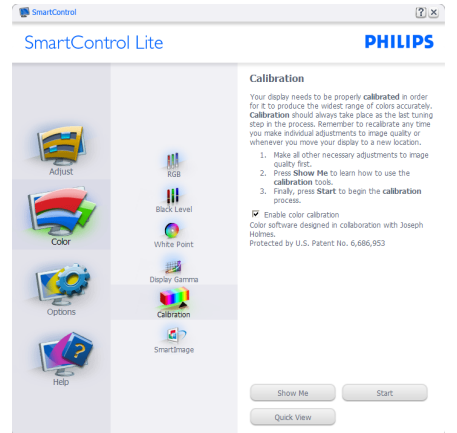 SmartControl
SmartControl Lite
PHILIPS
Adjust
Color
Options
Help
RGB
Black Level
White Point
Display Gamma
Calibration
SmartImage
Calibration
Your display needs to be properly calibrated in order
for it to produce the widest range of colors accurately.
Calibration should always take place as the last tuning
step in the process. Remember to recalibrate any time
you make individual adjustments to image quality or
whenever you move your display to a new location.
1. Make all other necessary adjustments to image
quality first.
2. Press Show Me to learn how to use the
calibration tools.
3. Finally, press Start to begin the calibration
process.
Enable color calibration
Color software designed in collaboration with Joseph
Holmes.
Protected by U.S. Patent No. 6,686,953
Show Me
Start
Quick View